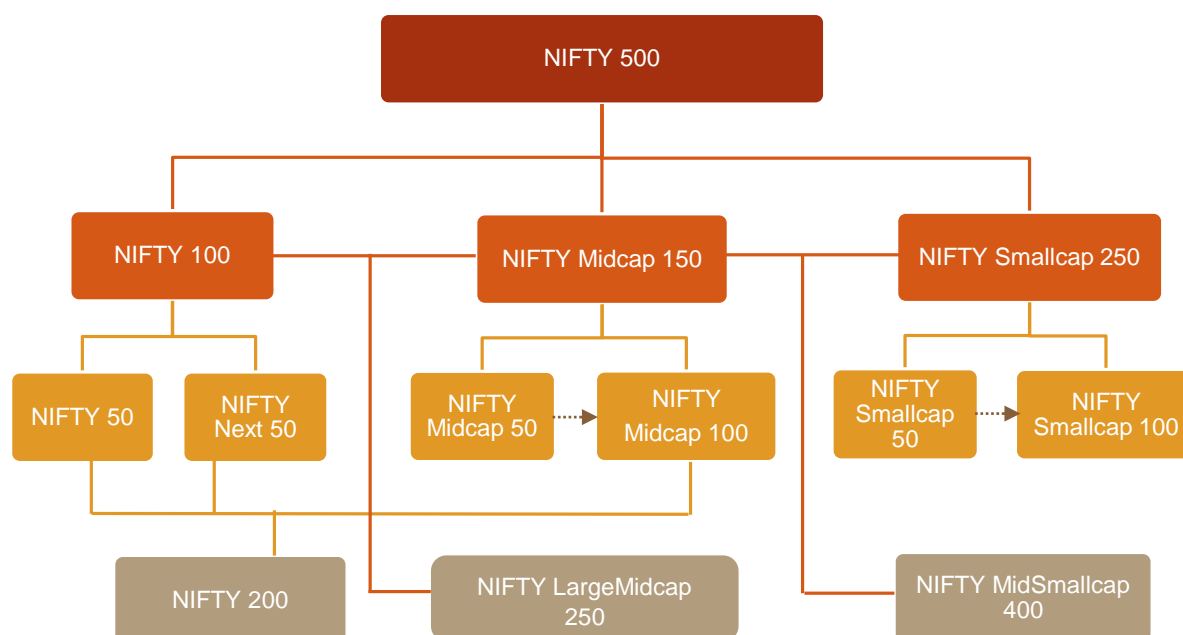 NIFTY 500
NIFTY 100
NIFTY Midcap 150
NIFTY Smallcap 250
NIFTY 50
NIFTY
Next 50
NIFTY
Midcap 50
NIFTY
Midcap 100
NIFTY
Smallcap
50
NIFTY
Smallcap 100
NIFTY 200
NIFTY LargeMidcap
250
NIFTY MidSmallcap
400